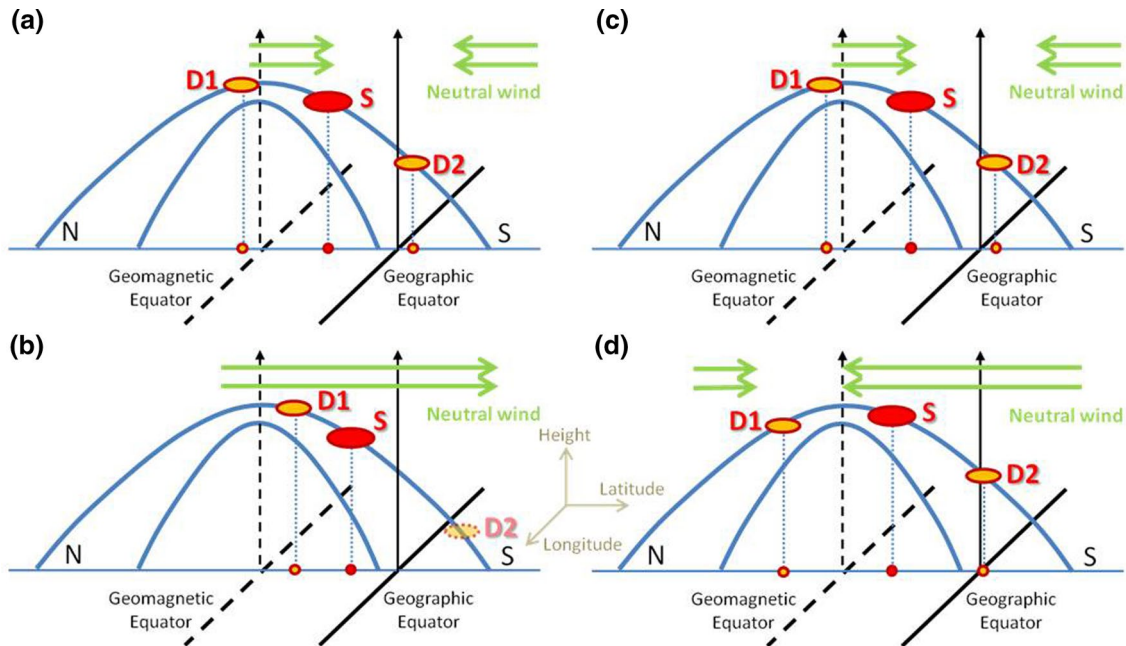 (a)
D1
S
Neutral wind
D2
N
S
Geomagnetic
Equator
Geographic
Equator
(c)
D1
S
Neutral wind
D2
N
S
Geomagnetic
Equator
Geographic
Equator
(b)
D1
S
Neutral wind
D2
N
S
Geomagnetic
Equator
Geographic
Equator
Height
Latitude
Longitude
(d)
D1
S
Neutral wind
D2
N
S
Geomagnetic
Equator
Geographic
Equator